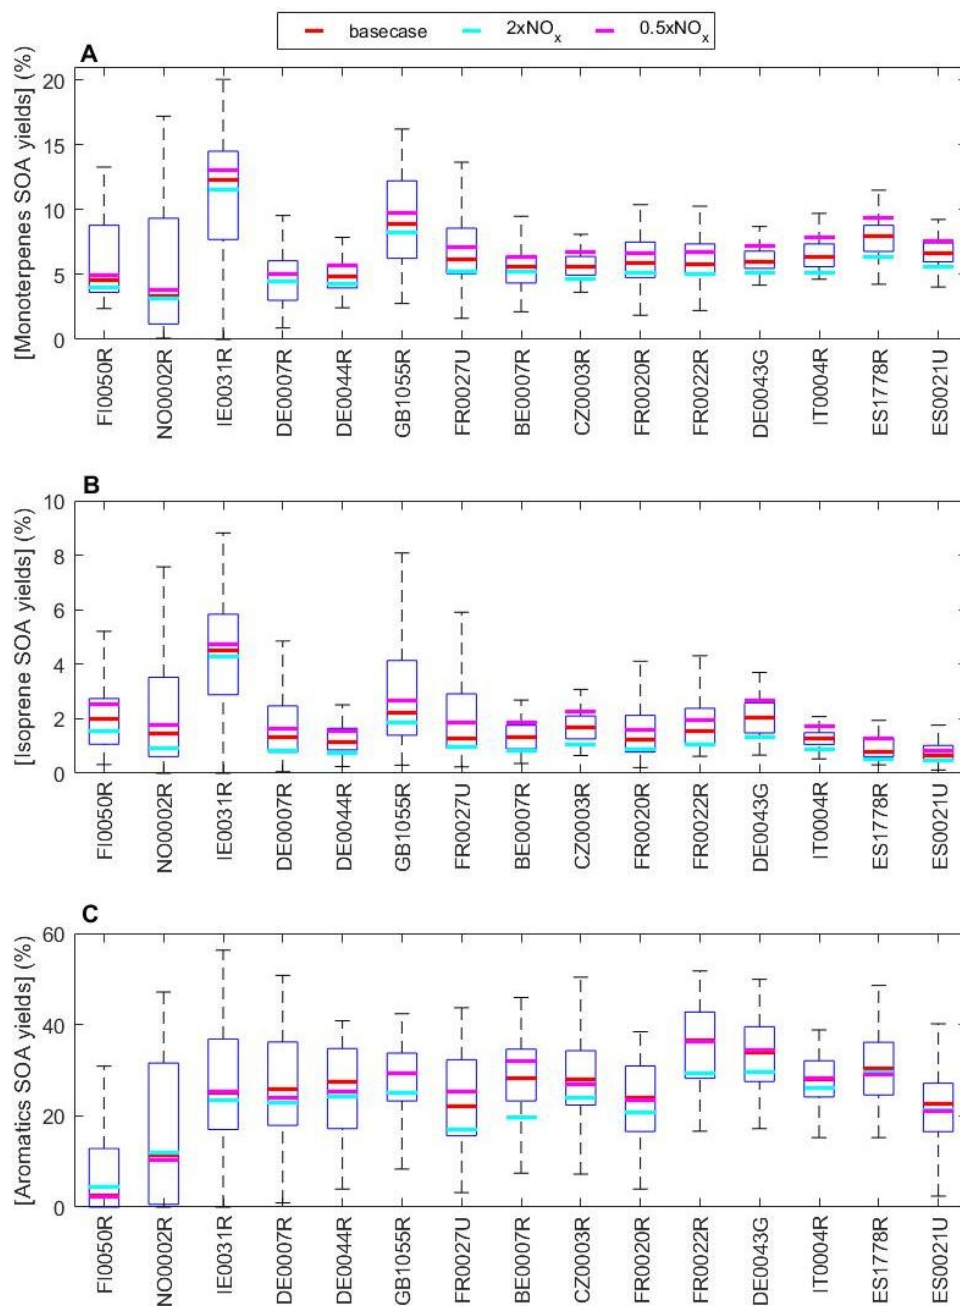 basecase 2xNOx 0.5xNOx
A
[Monoterpenes SOA yields] (%)
20
15
10
5
0
FI0050R NO0002R IE0031R DE0007R DE0044R GB1055R FR0027U BE0007R CZ0003R FR0020R FR0022R DE0043G IT0004R ES1778R ES0021U
B
[Isoprene SOA yields] (%)
10
8
6
4
2
0
FI0050R NO0002R IE0031R DE0007R DE0044R GB1055R FR0027U BE0007R CZ0003R FR0020R FR0022R DE0043G IT0004R ES1778R ES0021U
C
[Aromatics SOA yields] (%)
60
40
20
0
FI0050R NO0002R IE0031R DE0007R DE0044R GB1055R FR0027U BE0007R CZ0003R FR0020R FR0022R DE0043G IT0004R ES1778R ES0021U